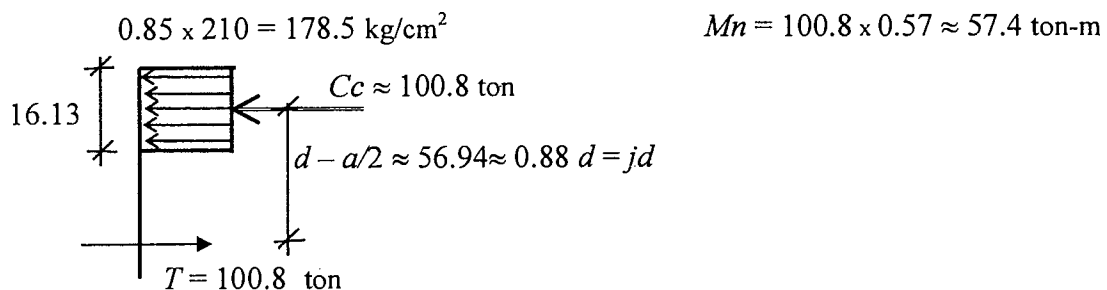 0.85 x 210 = 178.5 kg/cm²
Mn = 100.8 x 0.57 ≈ 57.4 ton-m
16.13
Cc ≈ 100.8 ton
d – a/2 ≈ 56.94≈ 0.88 d = jd
T = 100.8 ton